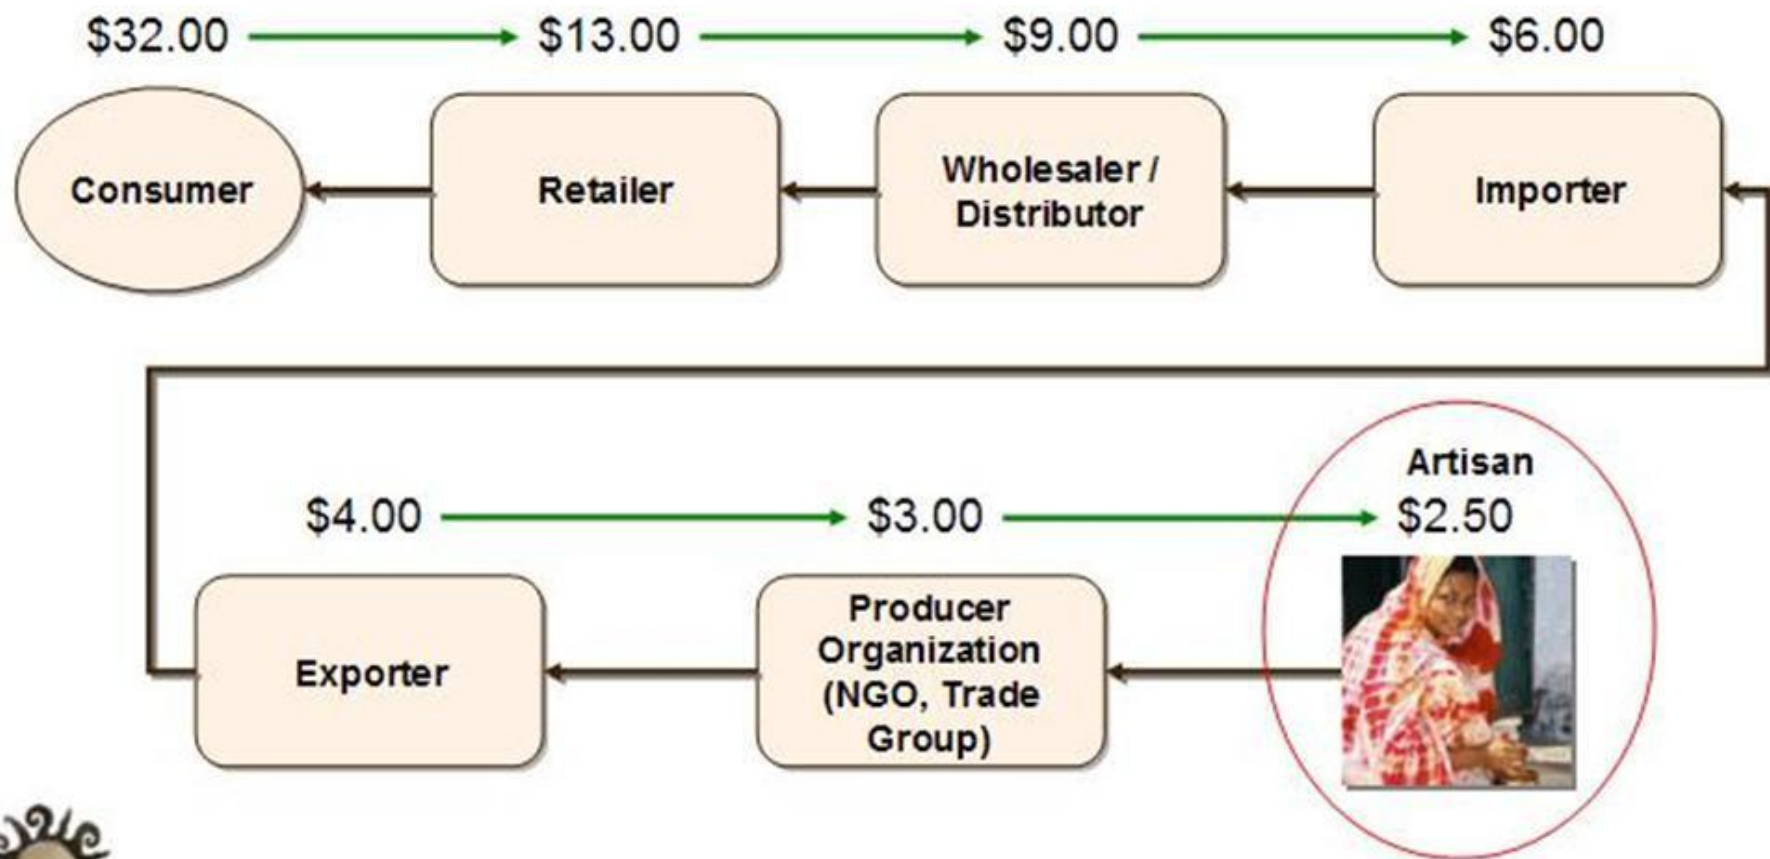 $32.00 $13.00 $9.00 $6.00
Consumer
Retailer
Wholesaler /
Distributor
Importer
Artisan
$4.00 $3.00 $2.50
Exporter
Producer
Organization
(NGO, Trade
Group)